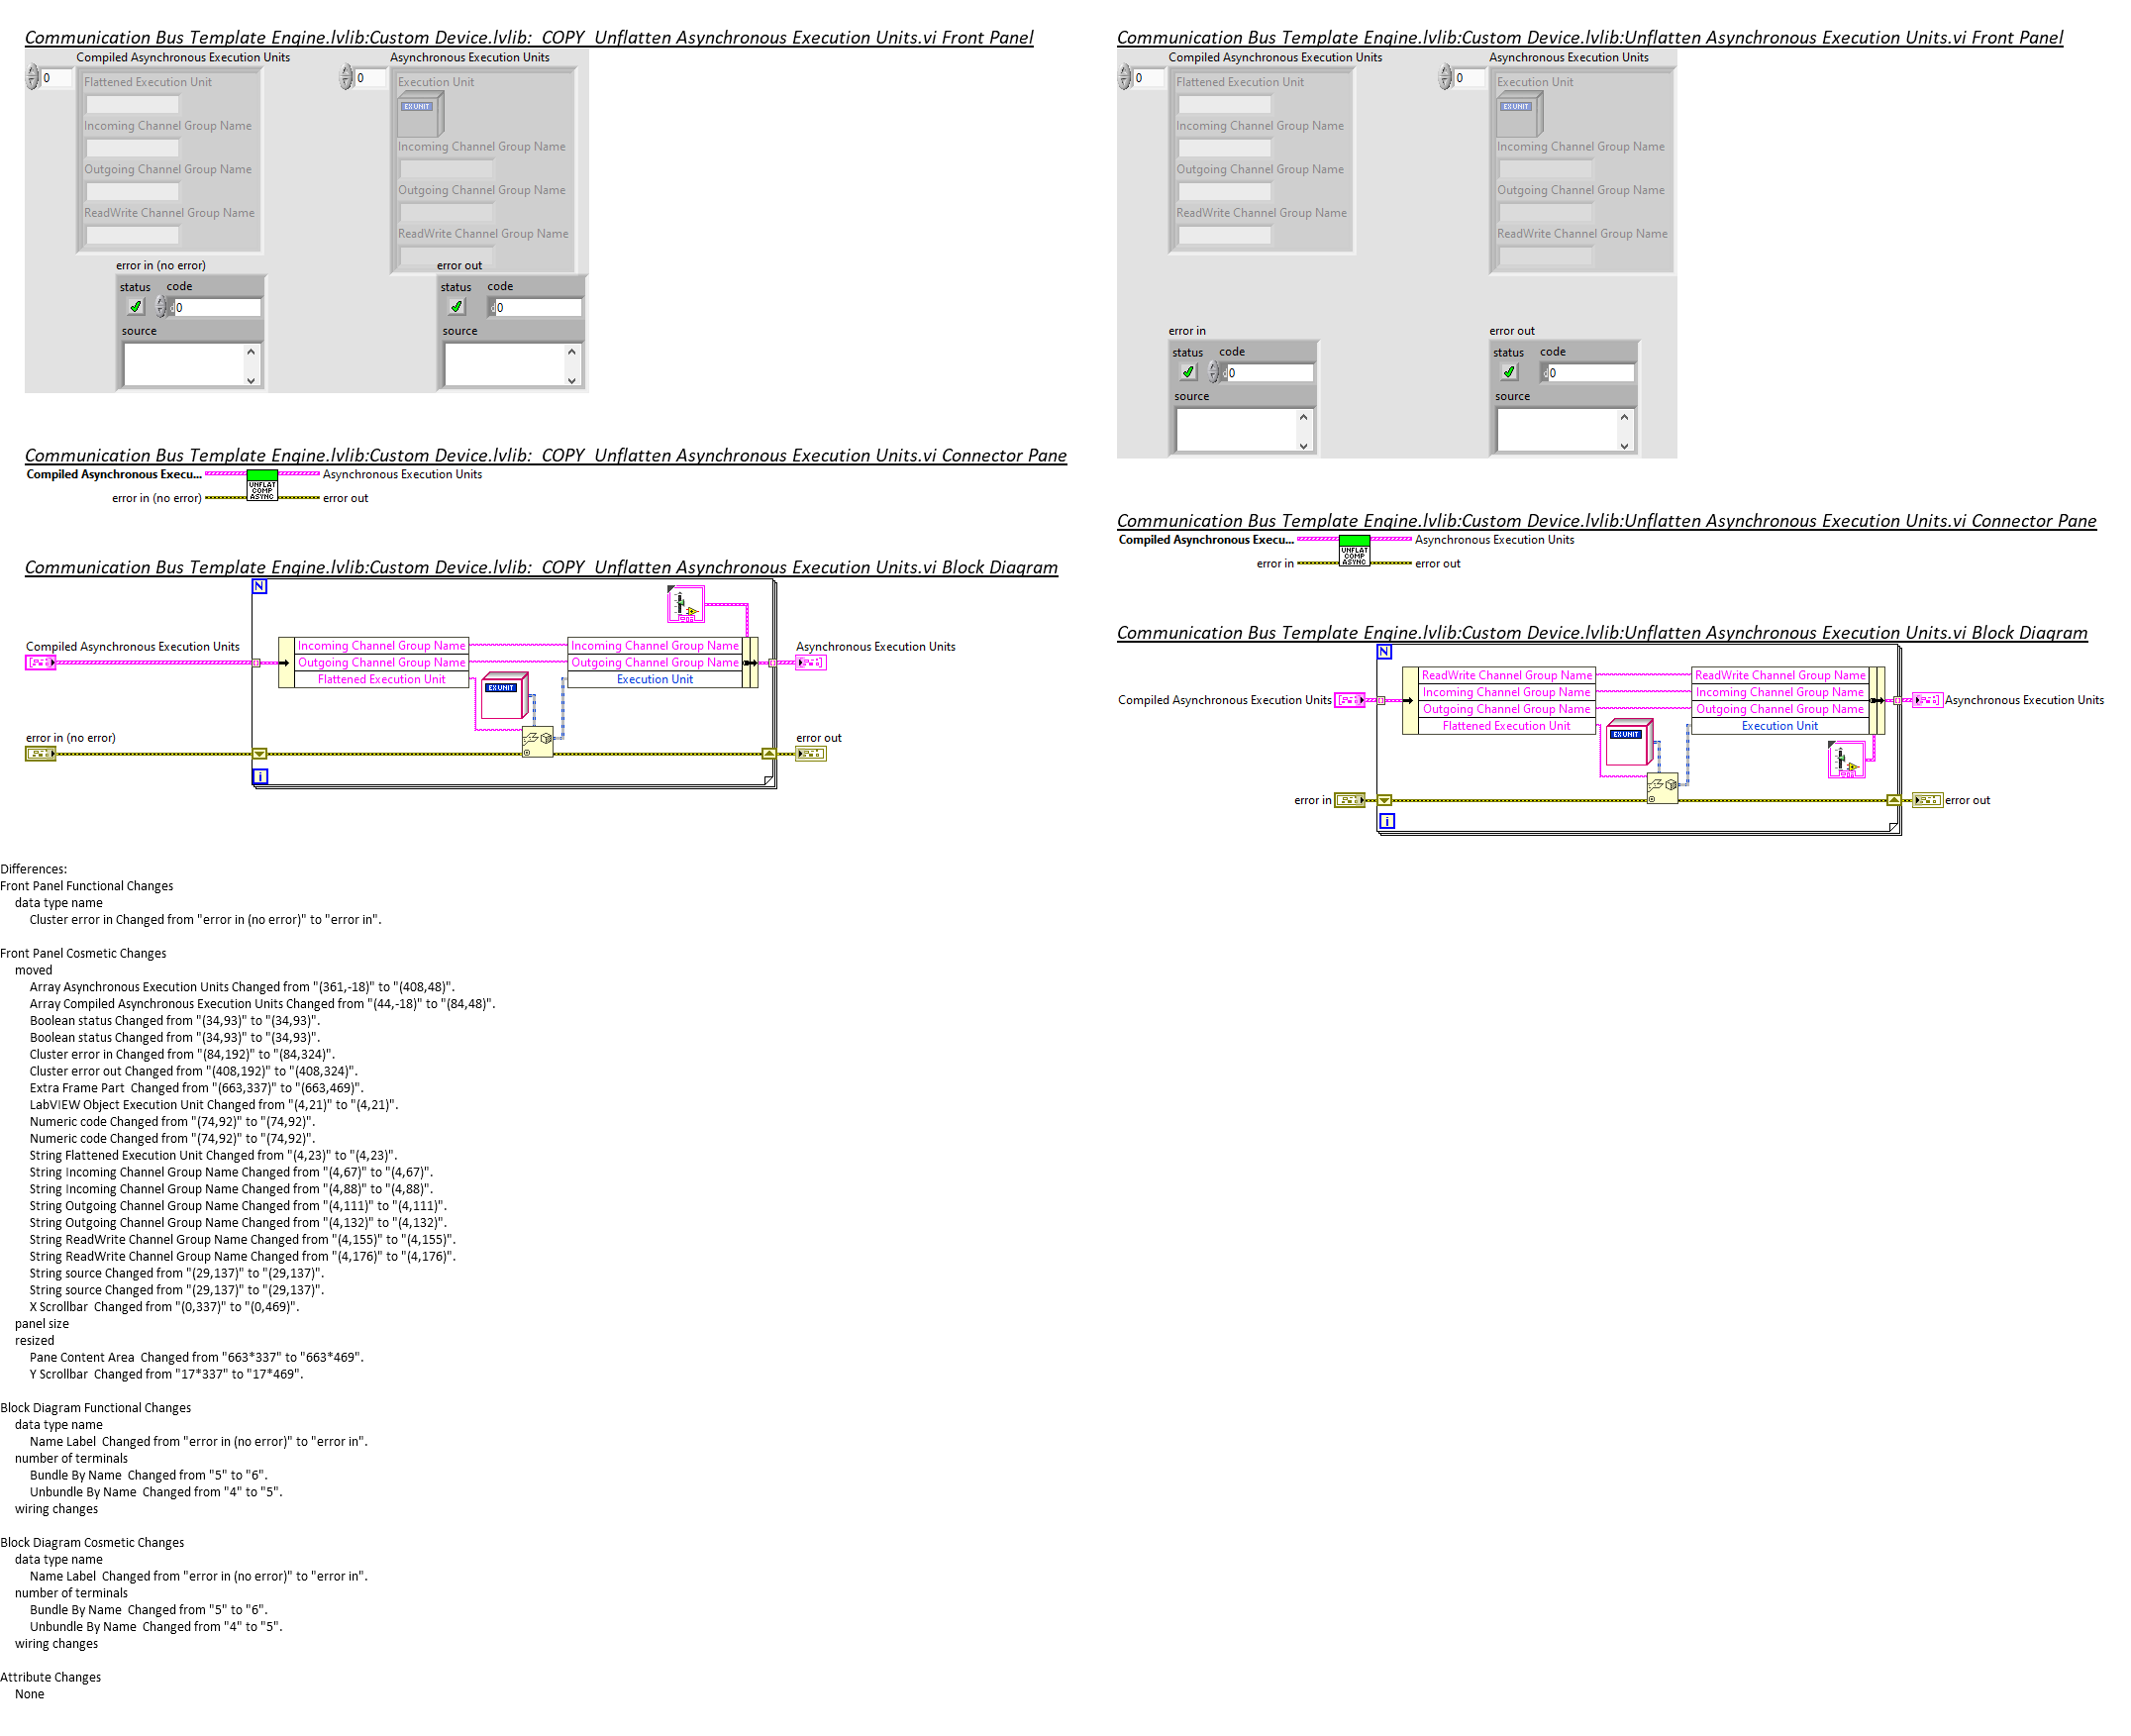 Communication Bus Template Engine.lvlib:Custom Device.lvlib:  COPY  Unflatten Asynchronous Execution Units.vi Front Panel
Compiled Asynchronous Execution Units
Asynchronous Execution Units
0
0
Flattened Execution Unit
Incoming Channel Group Name
Outgoing Channel Group Name
ReadWrite Channel Group Name
Execution Unit
EXUNIT
Incoming Channel Group Name
Outgoing Channel Group Name
ReadWrite Channel Group Name
error in (no error)
status
code
0
source
error out
status
code
0
source
Communication Bus Template Engine.lvlib:Custom Device.lvlib:  COPY  Unflatten Asynchronous Execution Units.vi Connector Pane
Compiled Asynchronous Execu...
Asynchronous Execution Units
UNFLAT
COMP
ASYNC
error in (no error)
error out
Communication Bus Template Engine.lvlib:Custom Device.lvlib:  COPY  Unflatten Asynchronous Execution Units.vi Block Diagram
N
Compiled Asynchronous Execution Units
Incoming Channel Group Name
Outgoing Channel Group Name
Flattened Execution Unit
Incoming Channel Group Name
Outgoing Channel Group Name
Execution Unit
Asynchronous Execution Units
EXUNIT
error in (no error)
error out
i
Communication Bus Template Engine.lvlib:Custom Device.lvlib:Unflatten Asynchronous Execution Units.vi Front Panel
Compiled Asynchronous Execution Units
Asynchronous Execution Units
0
0
Flattened Execution Unit
Incoming Channel Group Name
Outgoing Channel Group Name
ReadWrite Channel Group Name
Execution Unit
EXUNIT
Incoming Channel Group Name
Outgoing Channel Group Name
ReadWrite Channel Group Name
error in
status
code
0
source
error out
status
code
0
source
Communication Bus Template Engine.lvlib:Custom Device.lvlib:Unflatten Asynchronous Execution Units.vi Connector Pane
Compiled Asynchronous Execu...
Asynchronous Execution Units
UNFLAT
COMP
ASYNC
error in
error out
Communication Bus Template Engine.lvlib:Custom Device.lvlib:Unflatten Asynchronous Execution Units.vi Block Diagram
N
Compiled Asynchronous Execution Units
ReadWrite Channel Group Name
Incoming Channel Group Name
Outgoing Channel Group Name
Flattened Execution Unit
ReadWrite Channel Group Name
Incoming Channel Group Name
Outgoing Channel Group Name
Execution Unit
Asynchronous Execution Units
EXUNIT
error in
error out
i
Differences:
Front Panel Functional Changes
data type name
Cluster error in Changed from "error in (no error)" to "error in".
Front Panel Cosmetic Changes
moved
Array Asynchronous Execution Units Changed from "(361,-18)" to "(408,48)".
Array Compiled Asynchronous Execution Units Changed from "(44,-18)" to "(84,48)".
Boolean status Changed from "(34,93)" to "(34,93)".
Boolean status Changed from "(34,93)" to "(34,93)".
Cluster error in Changed from "(84,192)" to "(84,324)".
Cluster error out Changed from "(408,192)" to "(408,324)".
Extra Frame Part  Changed from "(663,337)" to "(663,469)".
LabVIEW Object Execution Unit Changed from "(4,21)" to "(4,21)".
Numeric code Changed from "(74,92)" to "(74,92)".
Numeric code Changed from "(74,92)" to "(74,92)".
String Flattened Execution Unit Changed from "(4,23)" to "(4,23)".
String Incoming Channel Group Name Changed from "(4,67)" to "(4,67)".
String Incoming Channel Group Name Changed from "(4,88)" to "(4,88)".
String Outgoing Channel Group Name Changed from "(4,111)" to "(4,111)".
String Outgoing Channel Group Name Changed from "(4,132)" to "(4,132)".
String ReadWrite Channel Group Name Changed from "(4,155)" to "(4,155)".
String ReadWrite Channel Group Name Changed from "(4,176)" to "(4,176)".
String source Changed from "(29,137)" to "(29,137)".
String source Changed from "(29,137)" to "(29,137)".
X Scrollbar  Changed from "(0,337)" to "(0,469)".
panel size
resized
Pane Content Area  Changed from "663*337" to "663*469".
Y Scrollbar  Changed from "17*337" to "17*469".
Block Diagram Functional Changes
data type name
Name Label  Changed from "error in (no error)" to "error in".
number of terminals
Bundle By Name  Changed from "5" to "6".
Unbundle By Name  Changed from "4" to "5".
wiring changes
Block Diagram Cosmetic Changes
data type name
Name Label  Changed from "error in (no error)" to "error in".
number of terminals
Bundle By Name  Changed from "5" to "6".
Unbundle By Name  Changed from "4" to "5".
wiring changes
Attribute Changes
None